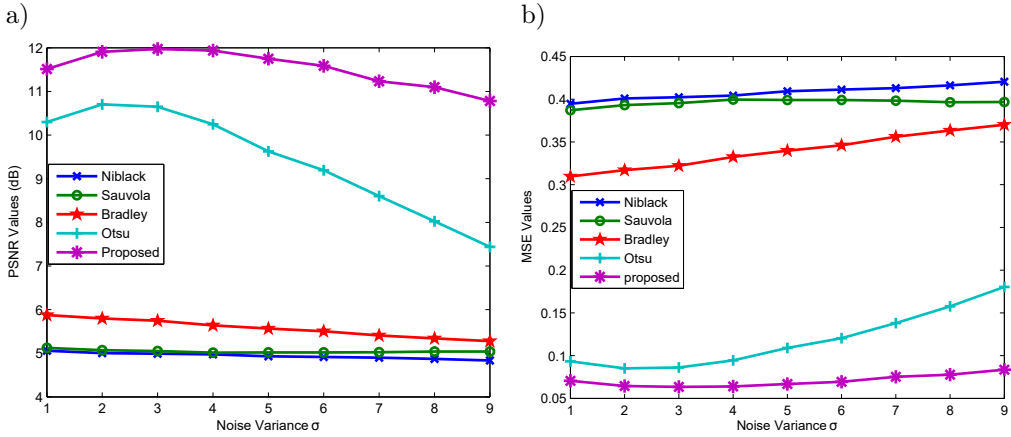 a)
12
11
10
9
8
7
6
5
4
PSNR Values (dB)
Niblack
Sauvola
Bradley
Otsu
Proposed
1 2 3 4 5 6 7 8 9
Noise Variance σ
b)
0.45
0.4
0.35
0.3
0.25
0.2
0.15
0.1
0.05
MSE Values
Niblack
Sauvola
Bradley
Otsu
proposed
1 2 3 4 5 6 7 8 9
Noise Variance σ